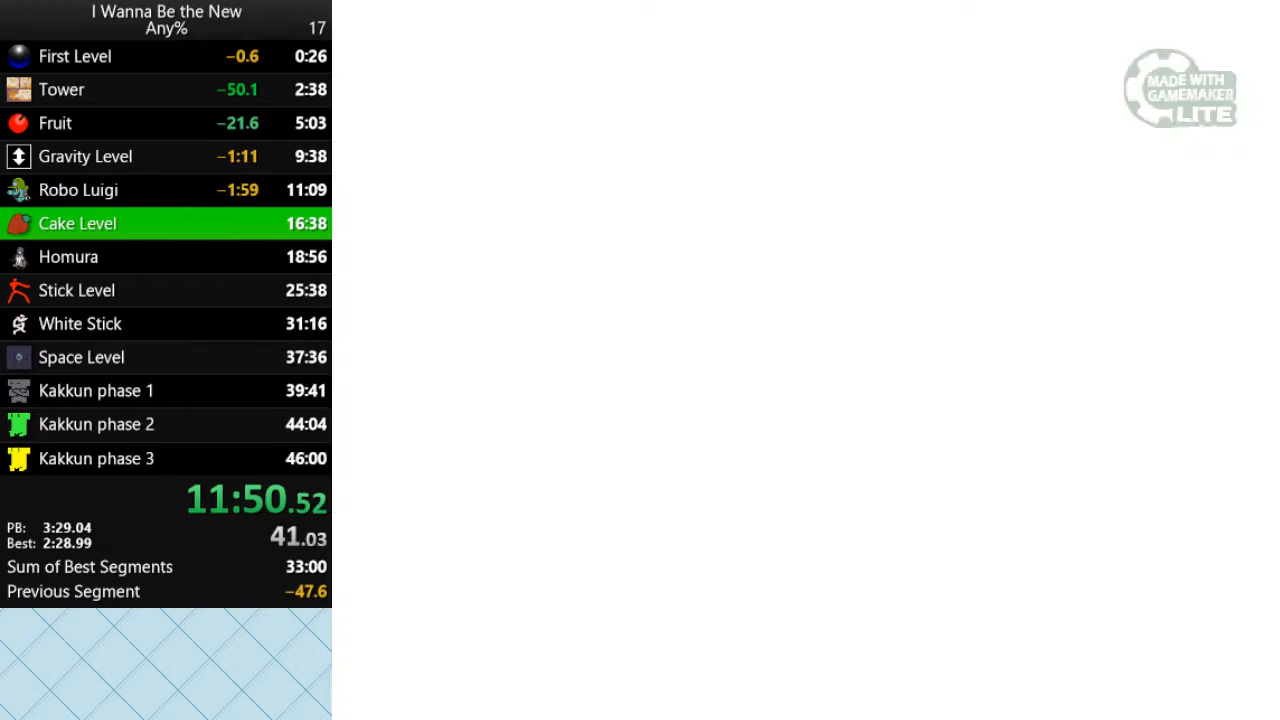 I Wanna Be the New
Any% 17
First Level −0.6 0:26
Tower −50.1 2:38
Fruit −21.6 5:03
Gravity Level −1:11 9:38
Robo Luigi −1:59 11:09
Cake Level 16:38
Homura 18:56
Stick Level 25:38
White Stick 31:16
Space Level 37:36
Kakkun phase 1 39:41
Kakkun phase 2 44:04
Kakkun phase 3 46:00
11:50.52
PB: 3:29.04
Best: 2:28.99
41.03
Sum of Best Segments 33:00
Previous Segment −47.6
MADE WITH
GAMEMAKER
LITE